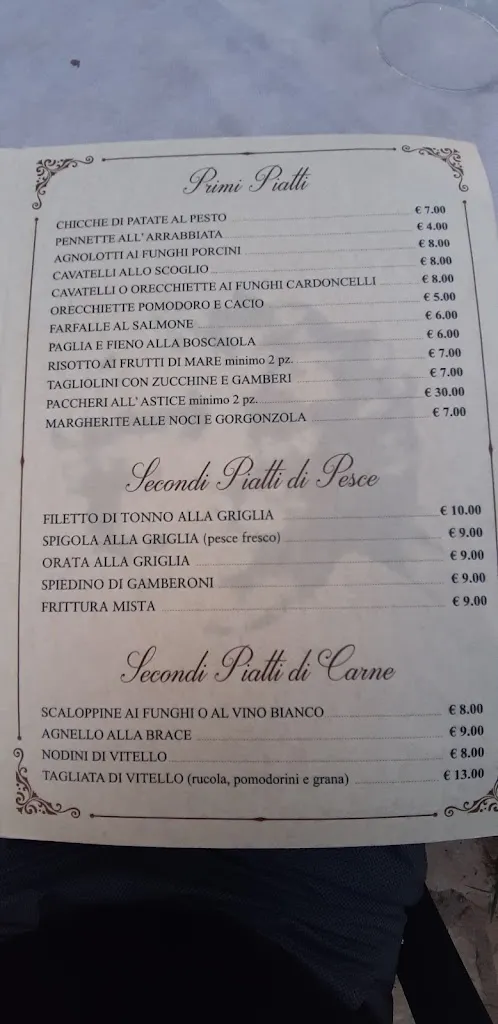 Primi Piatti
CHICCHE DI PATATE AL PESTO € 7.00
PENNETTE ALL'ARRABBIATA € 4.00
AGNOLOTTI AI FUNGHI PORCINI € 8.00
CAVATELLI ALLO SCOGLIO € 8.00
CAVATELLI O ORECCHIETTE AI FUNGHI CARDONCELLI € 8.00
ORECCHIETTE POMODORO E CACIO € 5.00
FARFALLE AL SALMONE € 6.00
PAGLIA E FIENO ALLA BOSCAIOLA € 6.00
RISOTTO AI FRUTTI DI MARE minimo 2 pz. € 7.00
TAGLIOLINI CON ZUCCHINE E GAMBERI € 7.00
PACCHERI ALL'ASTICE minimo 2 pz. € 30.00
MARGHERITE ALLE NOCI E GORGONZOLA € 7.00
Secondi Piatti di Pesce
FILETTO DI TONNO ALLA GRIGLIA € 10.00
SPIGOLA ALLA GRIGLIA (pesce fresco) € 9.00
ORATA ALLA GRIGLIA € 9.00
SPIEDINO DI GAMBERONI € 9.00
FRITTURA MISTA € 9.00
Secondi Piatti di Carne
SCALOPPINE AI FUNGHI O AL VINO BIANCO € 8.00
AGNELLO ALLA BRACE € 9.00
NODINI DI VITELLO € 8.00
TAGLIATA DI VITELLO (rucola, pomodorini e grana) € 13.00